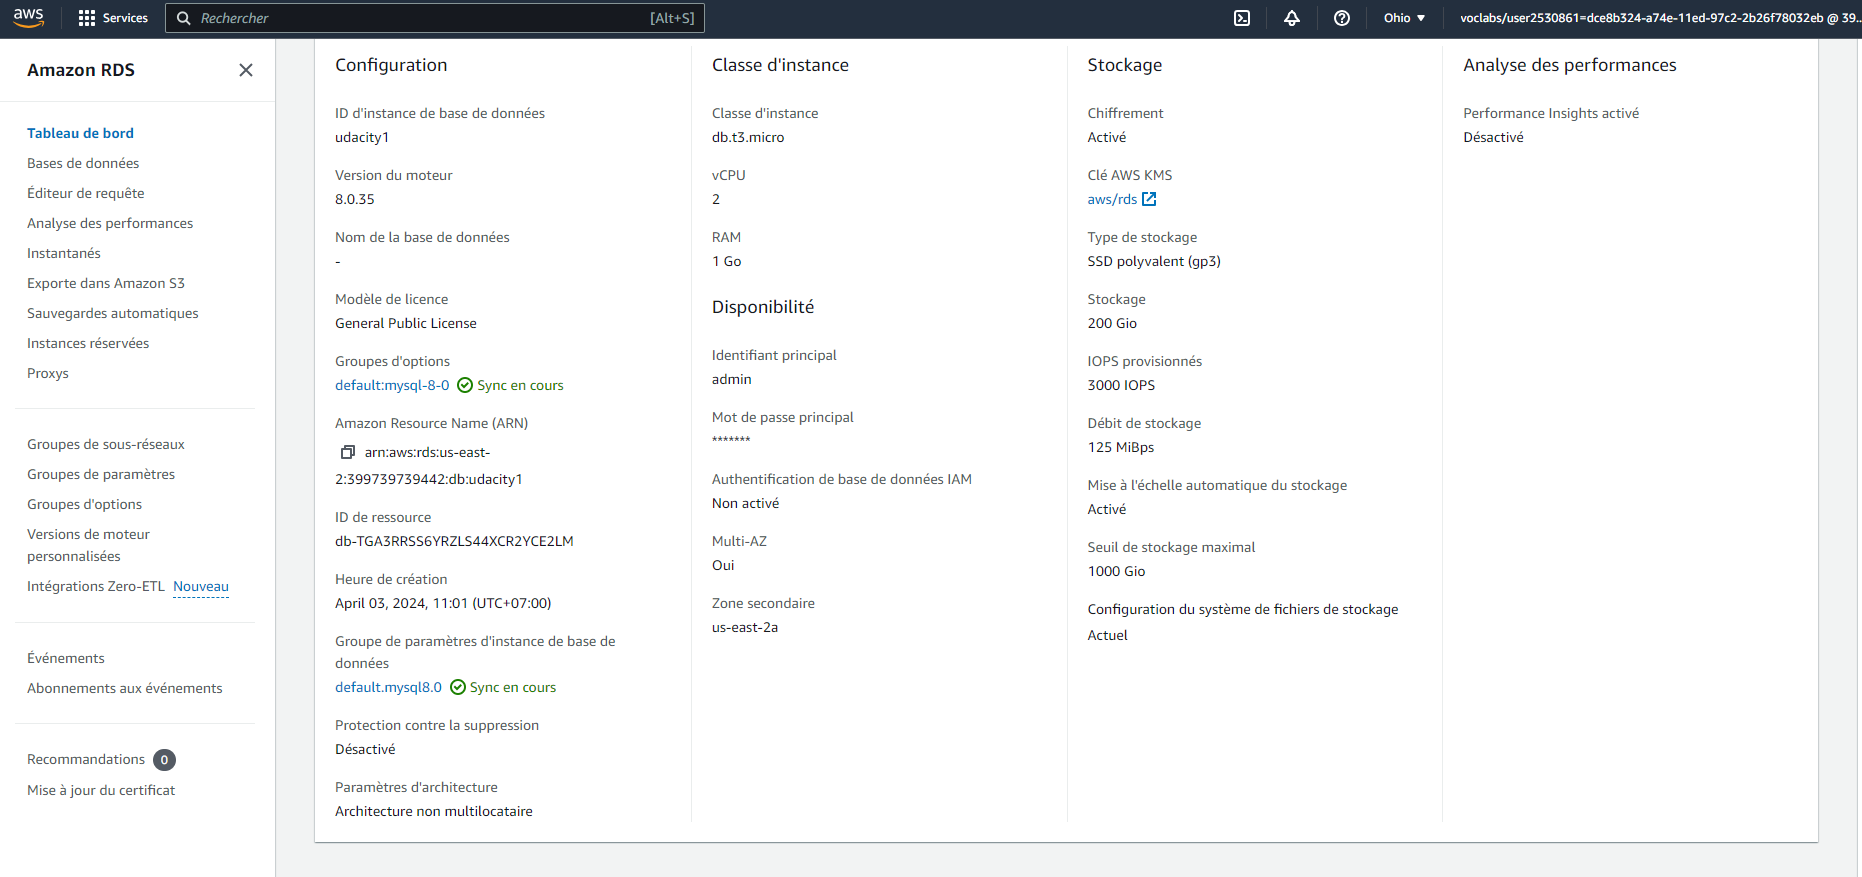 aws
Services
Rechercher
[Alt+S]
Ohio
voclabs/user2530861=dce8b324-a74e-11ed-97c2-2b26f78032eb @ 39...
Amazon RDS
Tableau de bord
Bases de données
Éditeur de requête
Analyse des performances
Instantanés
Exporte dans Amazon S3
Sauvegardes automatiques
Instances réservées
Proxys
Groupes de sous-réseaux
Groupes de paramètres
Groupes d'options
Versions de moteur
personnalisées
Intégrations Zero-ETL Nouveau
Événements
Abonnements aux événements
Recommandations 0
Mise à jour du certificat
Configuration
ID d'instance de base de données
udacity1
Version du moteur
8.0.35
Nom de la base de données
-
Modèle de licence
General Public License
Groupes d'options
default:mysql-8-0 Sync en cours
Amazon Resource Name (ARN)
arn:aws:rds:us-east-
2:399739739442:db:udacity1
ID de ressource
db-TGA3RRSS6YRZLS44XCR2YCE2LM
Heure de création
April 03, 2024, 11:01 (UTC+07:00)
Groupe de paramètres d'instance de base de
données
default.mysql8.0 Sync en cours
Protection contre la suppression
Désactivé
Paramètres d'architecture
Architecture non multilocataire
Classe d'instance
Classe d'instance
db.t3.micro
vCPU
2
RAM
1 Go
Disponibilité
Identifiant principal
admin
Mot de passe principal
*******
Authentification de base de données IAM
Non activé
Multi-AZ
Oui
Zone secondaire
us-east-2a
Stockage
Chiffrement
Activé
Clé AWS KMS
aws/rds
Type de stockage
SSD polyvalent (gp3)
Stockage
200 Gio
IOPS provisionnés
3000 IOPS
Débit de stockage
125 MiBps
Mise à l'échelle automatique du stockage
Activé
Seuil de stockage maximal
1000 Gio
Configuration du système de fichiers de stockage
Actuel
Analyse des performances
Performance Insights activé
Désactivé